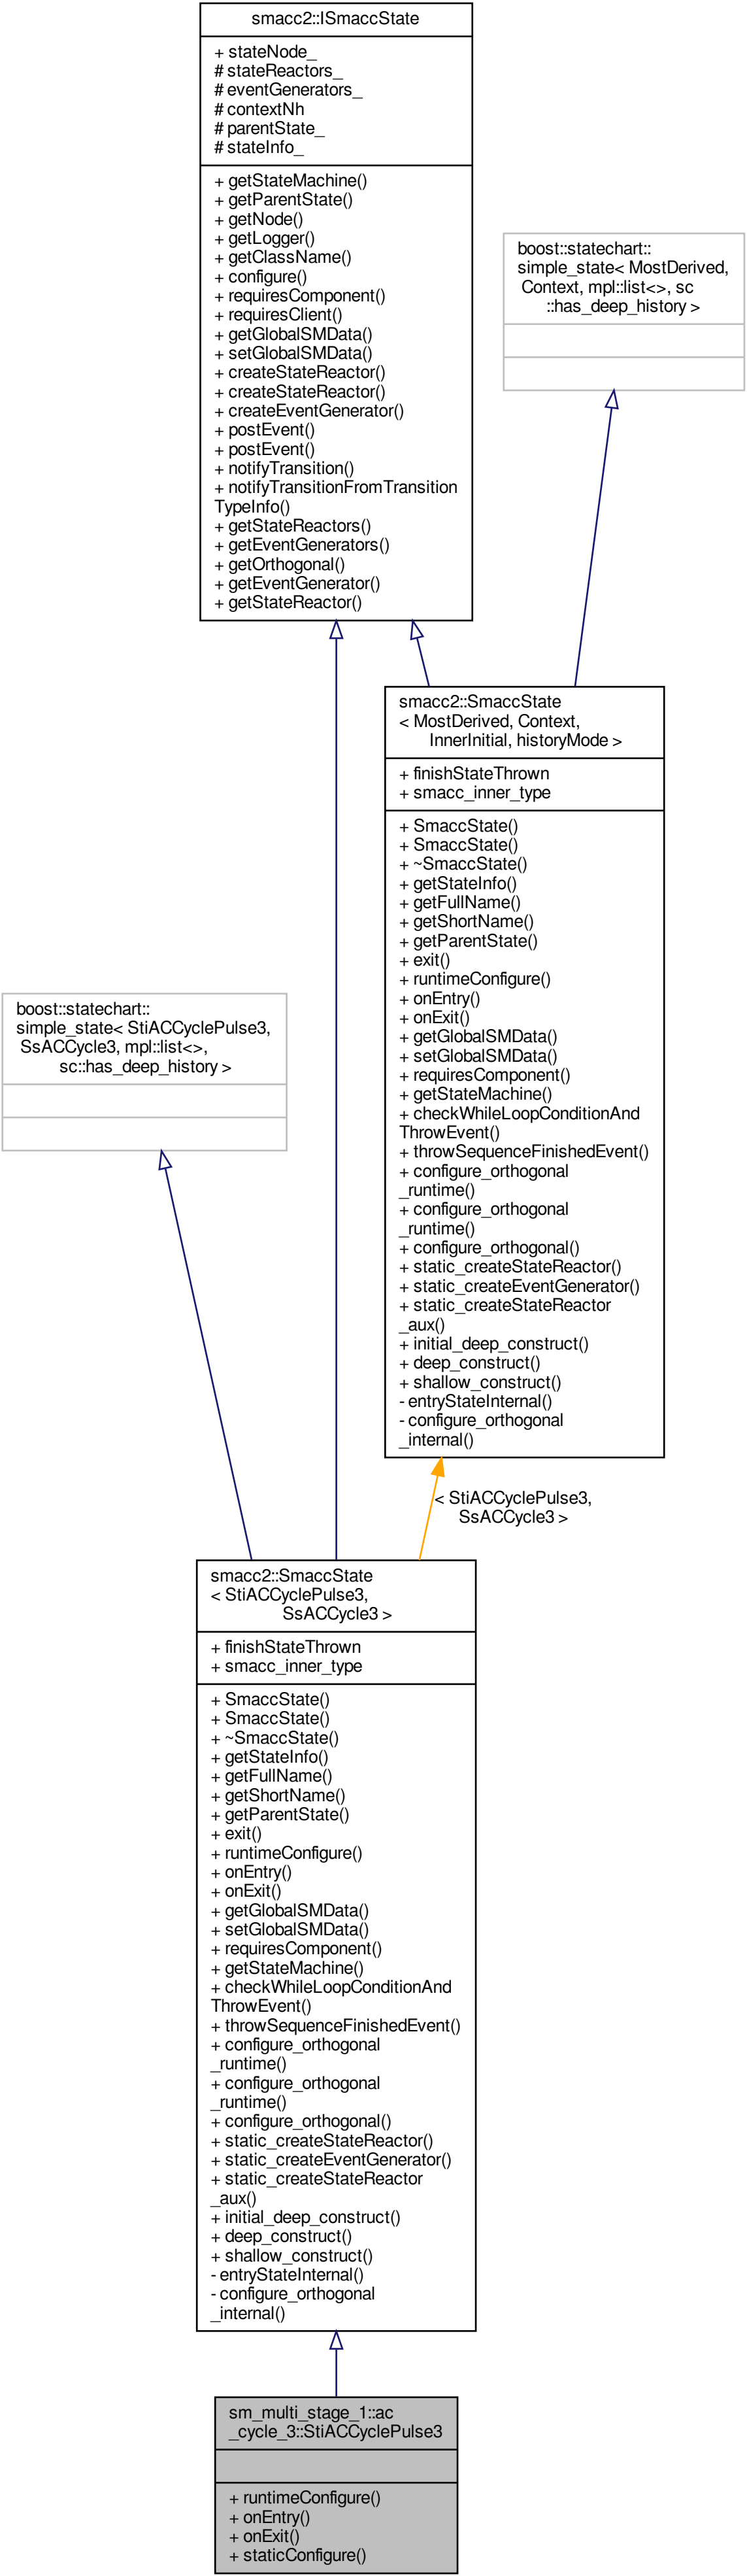 smacc2::ISmaccState
+ stateNode_
# stateReactors_
# eventGenerators_
# contextNh
# parentState_
# stateInfo_
+ getStateMachine()
+ getParentState()
+ getNode()
+ getLogger()
+ getClassName()
+ configure()
+ requiresComponent()
+ requiresClient()
+ getGlobalSMData()
+ setGlobalSMData()
+ createStateReactor()
+ createStateReactor()
+ createEventGenerator()
+ postEvent()
+ postEvent()
+ notifyTransition()
+ notifyTransitionFromTransition
TypeInfo()
+ getStateReactors()
+ getEventGenerators()
+ getOrthogonal()
+ getEventGenerator()
+ getStateReactor()
boost::statechart::
simple_state< MostDerived,
Context, mpl::list<>, sc
::has_deep_history >
smacc2::SmaccState
< MostDerived, Context,
InnerInitial, historyMode >
+ finishStateThrown
+ smacc_inner_type
+ SmaccState()
+ SmaccState()
+ ~SmaccState()
+ getStateInfo()
+ getFullName()
+ getShortName()
+ getParentState()
+ exit()
+ runtimeConfigure()
+ onEntry()
+ onExit()
+ getGlobalSMData()
+ setGlobalSMData()
+ requiresComponent()
+ getStateMachine()
+ checkWhileLoopConditionAnd
ThrowEvent()
+ throwSequenceFinishedEvent()
+ configure_orthogonal
_runtime()
+ configure_orthogonal
_runtime()
+ configure_orthogonal()
+ static_createStateReactor()
+ static_createEventGenerator()
+ static_createStateReactor
_aux()
+ initial_deep_construct()
+ deep_construct()
+ shallow_construct()
- entryStateInternal()
- configure_orthogonal
_internal()
boost::statechart::
simple_state< StiACCyclePulse3,
SsACCycle3, mpl::list<>,
sc::has_deep_history >
< StiACCyclePulse3,
SsACCycle3 >
smacc2::SmaccState
< StiACCyclePulse3,
SsACCycle3 >
+ finishStateThrown
+ smacc_inner_type
+ SmaccState()
+ SmaccState()
+ ~SmaccState()
+ getStateInfo()
+ getFullName()
+ getShortName()
+ getParentState()
+ exit()
+ runtimeConfigure()
+ onEntry()
+ onExit()
+ getGlobalSMData()
+ setGlobalSMData()
+ requiresComponent()
+ getStateMachine()
+ checkWhileLoopConditionAnd
ThrowEvent()
+ throwSequenceFinishedEvent()
+ configure_orthogonal
_runtime()
+ configure_orthogonal
_runtime()
+ configure_orthogonal()
+ static_createStateReactor()
+ static_createEventGenerator()
+ static_createStateReactor
_aux()
+ initial_deep_construct()
+ deep_construct()
+ shallow_construct()
- entryStateInternal()
- configure_orthogonal
_internal()
sm_multi_stage_1::ac
_cycle_3::StiACCyclePulse3
+ runtimeConfigure()
+ onEntry()
+ onExit()
+ staticConfigure()